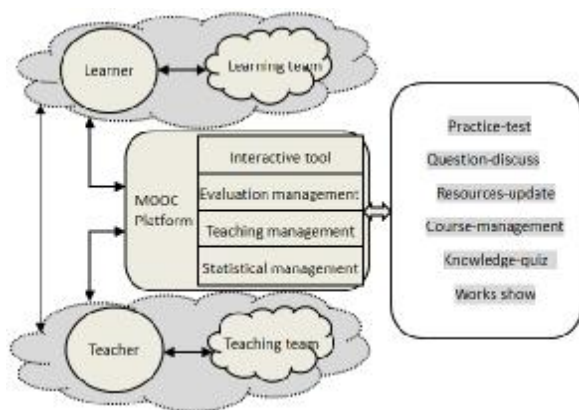 Learner
Learning team
MOOC
Platform
Interactive tool
Evaluation management
Teaching management
Statistical management
Practice-test
Question-discuss
Resources-update
Course-management
Knowledge-quiz
Works show
Teacher
Teaching team